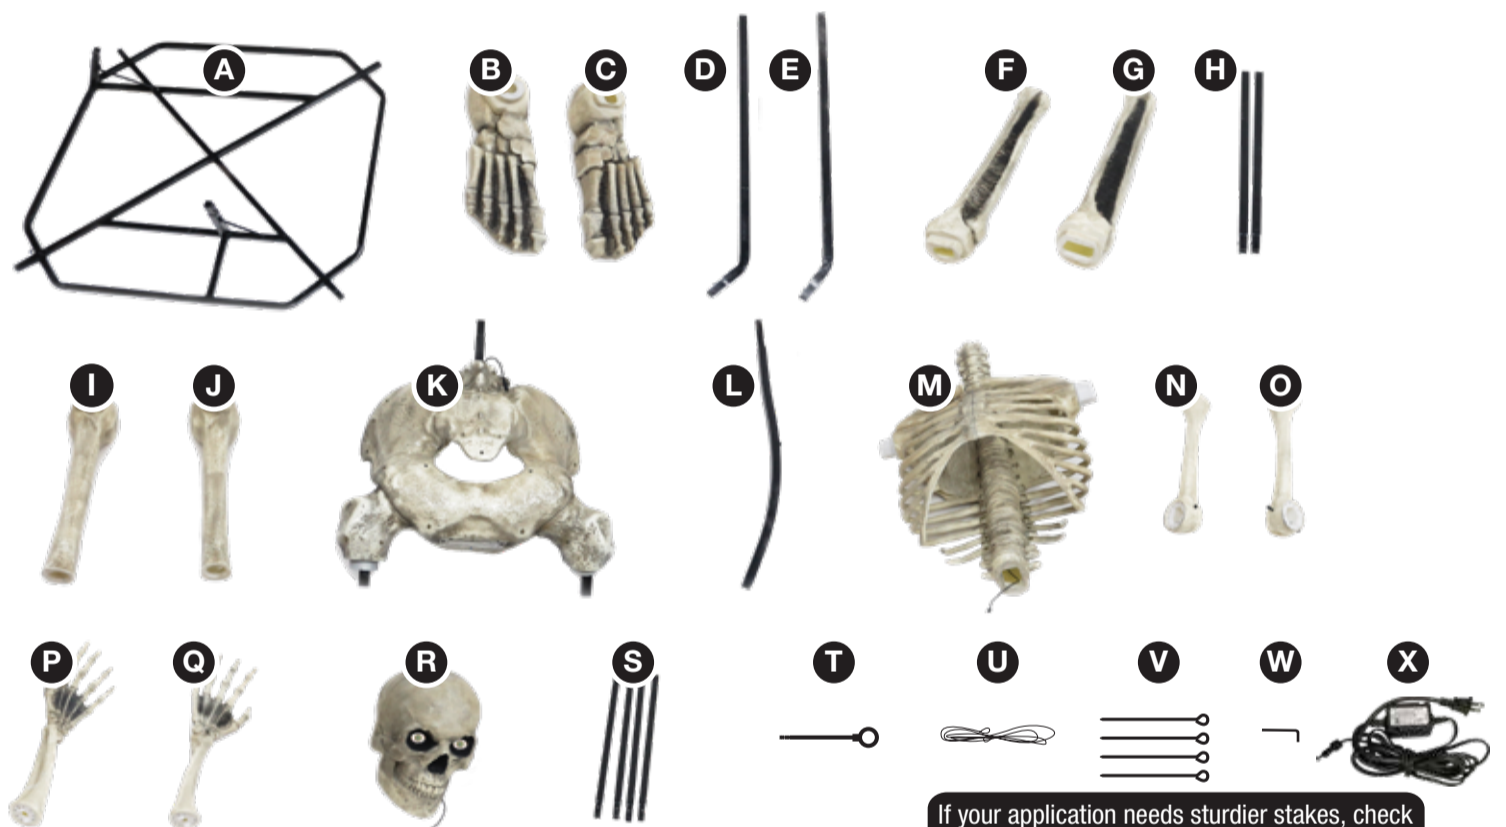 A
B
C
D
E
F
G
H
I
J
K
L
M
N
O
P
Q
R
S
T
U
V
W
X
If your application needs sturdier stakes, check